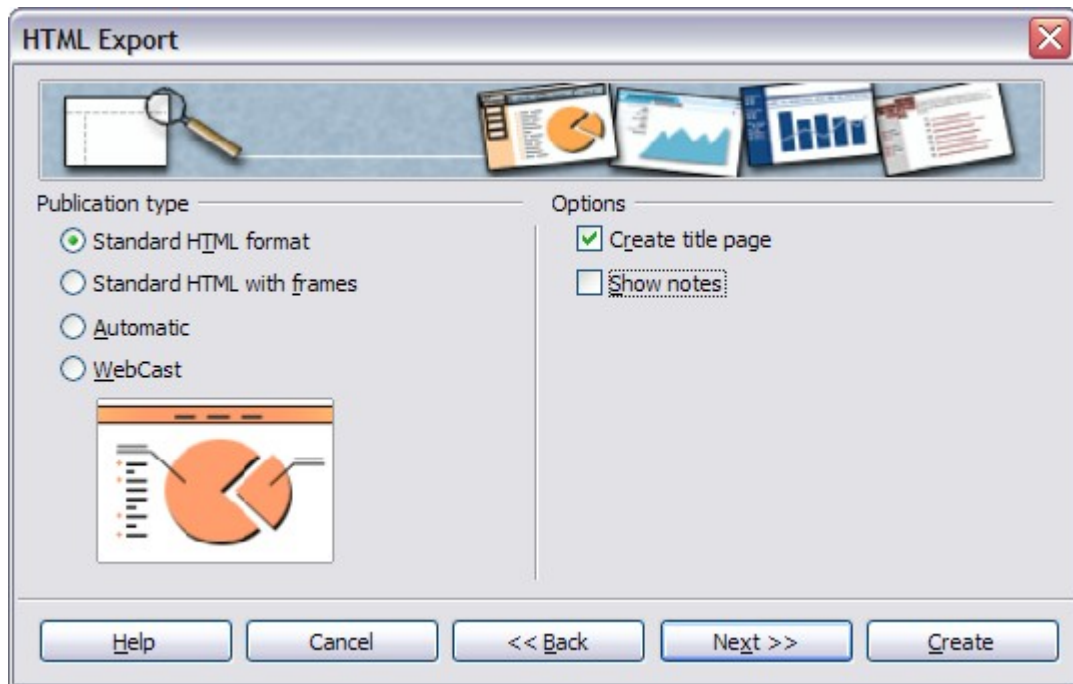 HTML Export
Publication type
Standard HTML format
Standard HTML with frames
Automatic
WebCast
Options
Create title page
Show notes
Help
Cancel
<< Back
Next >>
Create